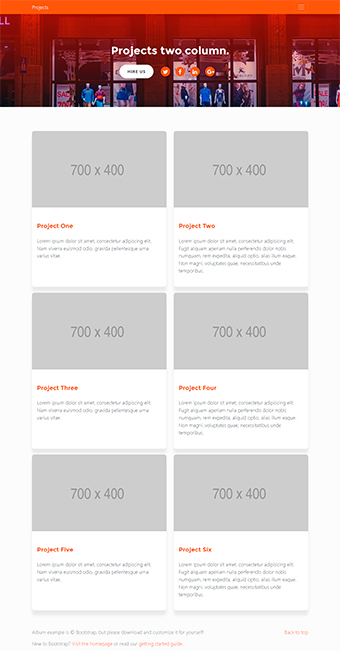 Projects
LL
Projects two column.
HIRE US
SALE
SALE
700 x 400
700 x 400
Project One
Project Two
Lorem ipsum dolor sit amet, consectetur adipiscing elit.
Nam viverra euismod odio, gravida pellentesque urna
varius vitae.
Lorem ipsum dolor sit amet, consectetur adipisicing elit.
Fugit aliquam aperiam nulla perferendis dolor nobis
numquam, rem expedita, aliquid optio, alias illum eaque.
Non magni, voluptates quae, necessitatibus unde
temporibus.
700 x 400
700 x 400
Project Three
Project Four
Lorem ipsum dolor sit amet, consectetur adipiscing elit.
Nam viverra euismod odio, gravida pellentesque urna
varius vitae.
Lorem ipsum dolor sit amet, consectetur adipisicing elit.
Fugit aliquam aperiam nulla perferendis dolor nobis
numquam, rem expedita, aliquid optio, alias illum eaque.
Non magni, voluptates quae, necessitatibus unde
temporibus.
700 x 400
700 x 400
Project Five
Project Six
Lorem ipsum dolor sit amet, consectetur adipiscing elit.
Nam viverra euismod odio, gravida pellentesque urna
varius vitae.
Lorem ipsum dolor sit amet, consectetur adipisicing elit.
Fugit aliquam aperiam nulla perferendis dolor nobis
numquam, rem expedita, aliquid optio, alias illum eaque.
Non magni, voluptates quae, necessitatibus unde
temporibus.
Album example is © Bootstrap, but please download and customize it for yourself!
Back to top
New to Bootstrap? Visit the homepage or read our getting started guide.